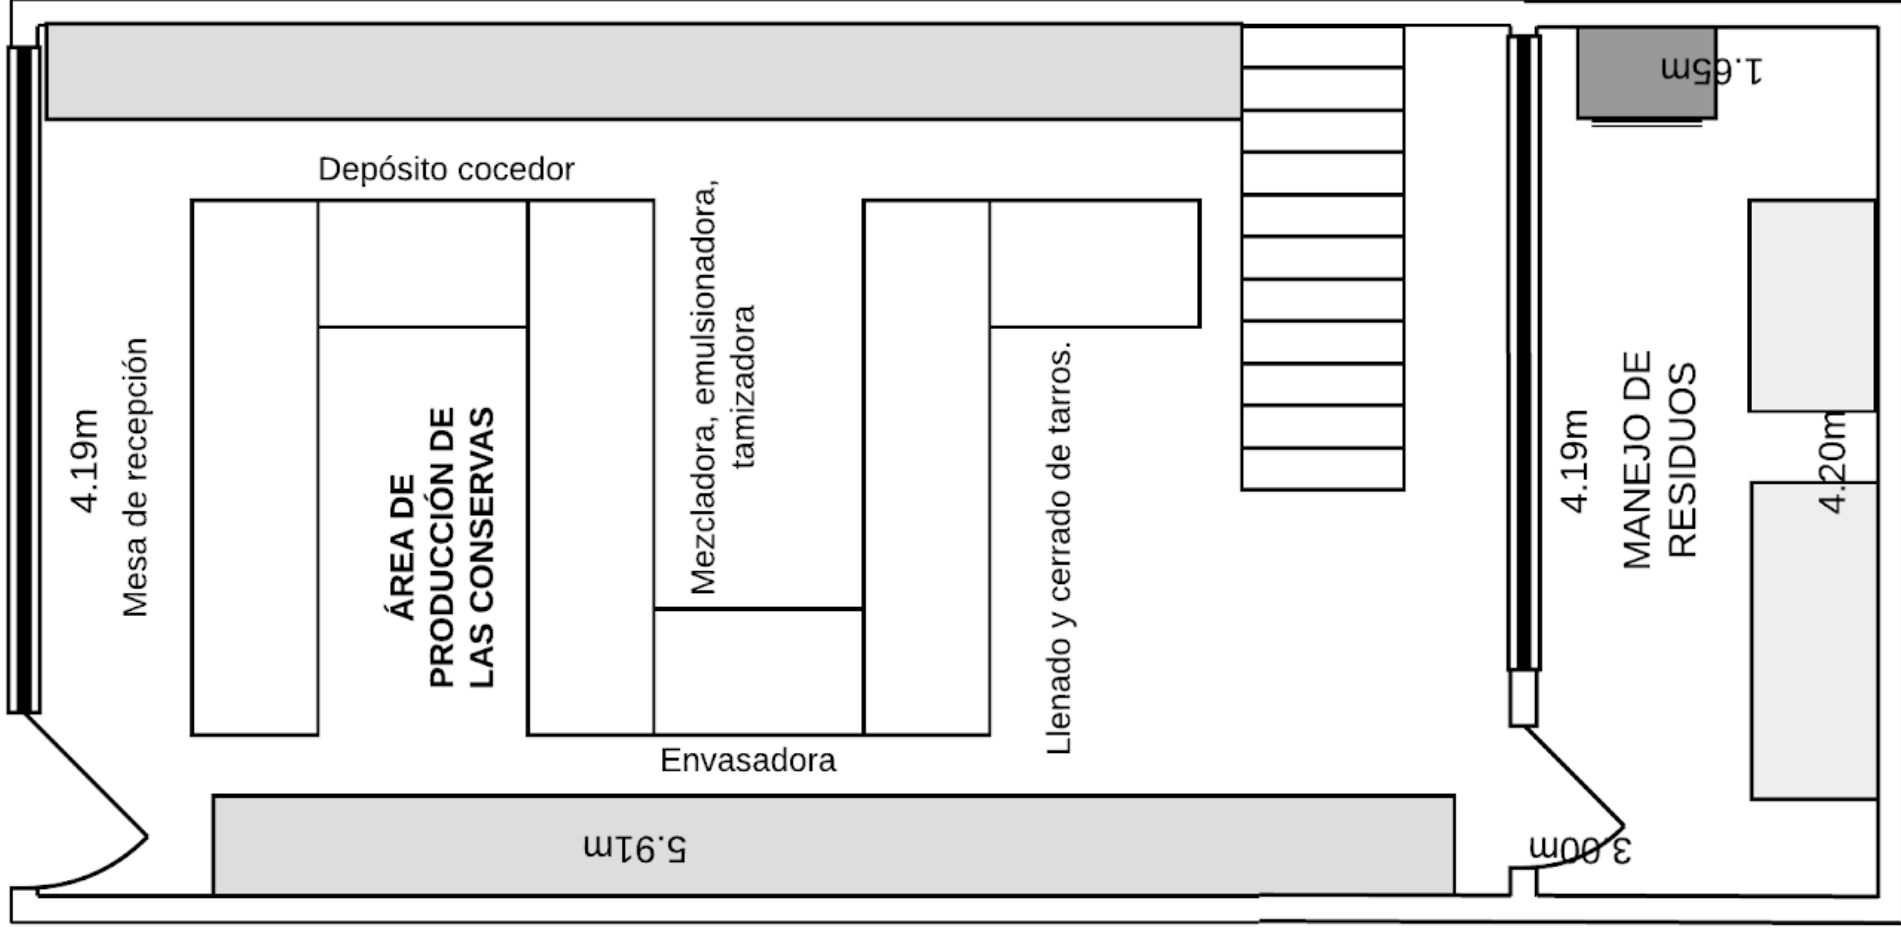 1.65m
Depósito cocedor
4.19m
Mesa de recepción
ÁREA DE
PRODUCCIÓN DE
LAS CONSERVAS
Mezcladora, emulsionadora,
tamizadora
Llenado y cerrado de tarros.
4.19m
MANEJO DE
RESIDUOS
4.20m
Envasadora
5.91m
3.00m